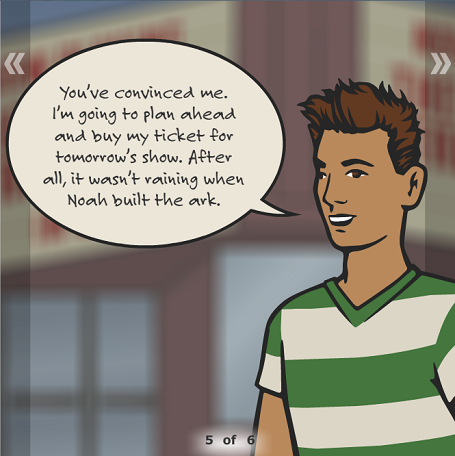 You've convinced me.
I'm going to plan ahead
and buy my ticket for
tomorrow's show. After
all, it wasn't raining when
Noah built the ark.
5 of 6